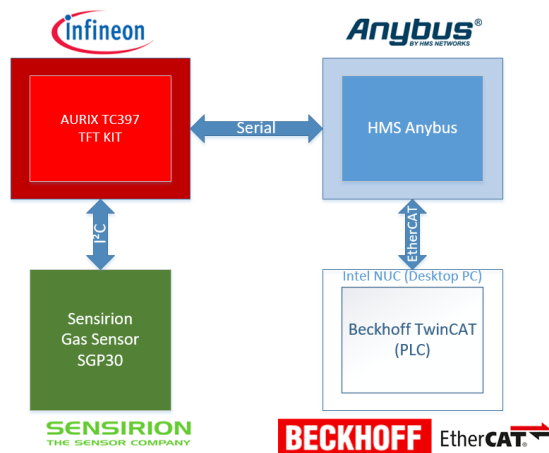 infineon
Anybus®
BY HMS NETWORKS
AURIX TC397
TFT KIT
Serial
HMS Anybus
I²C
EtherCAT
Intel NUC (Desktop PC)
Sensirion
Gas Sensor
SGP30
Beckhoff TwinCAT
(PLC)
SENSIRION
THE SENSOR COMPANY
BECKHOFF
EtherCAT®